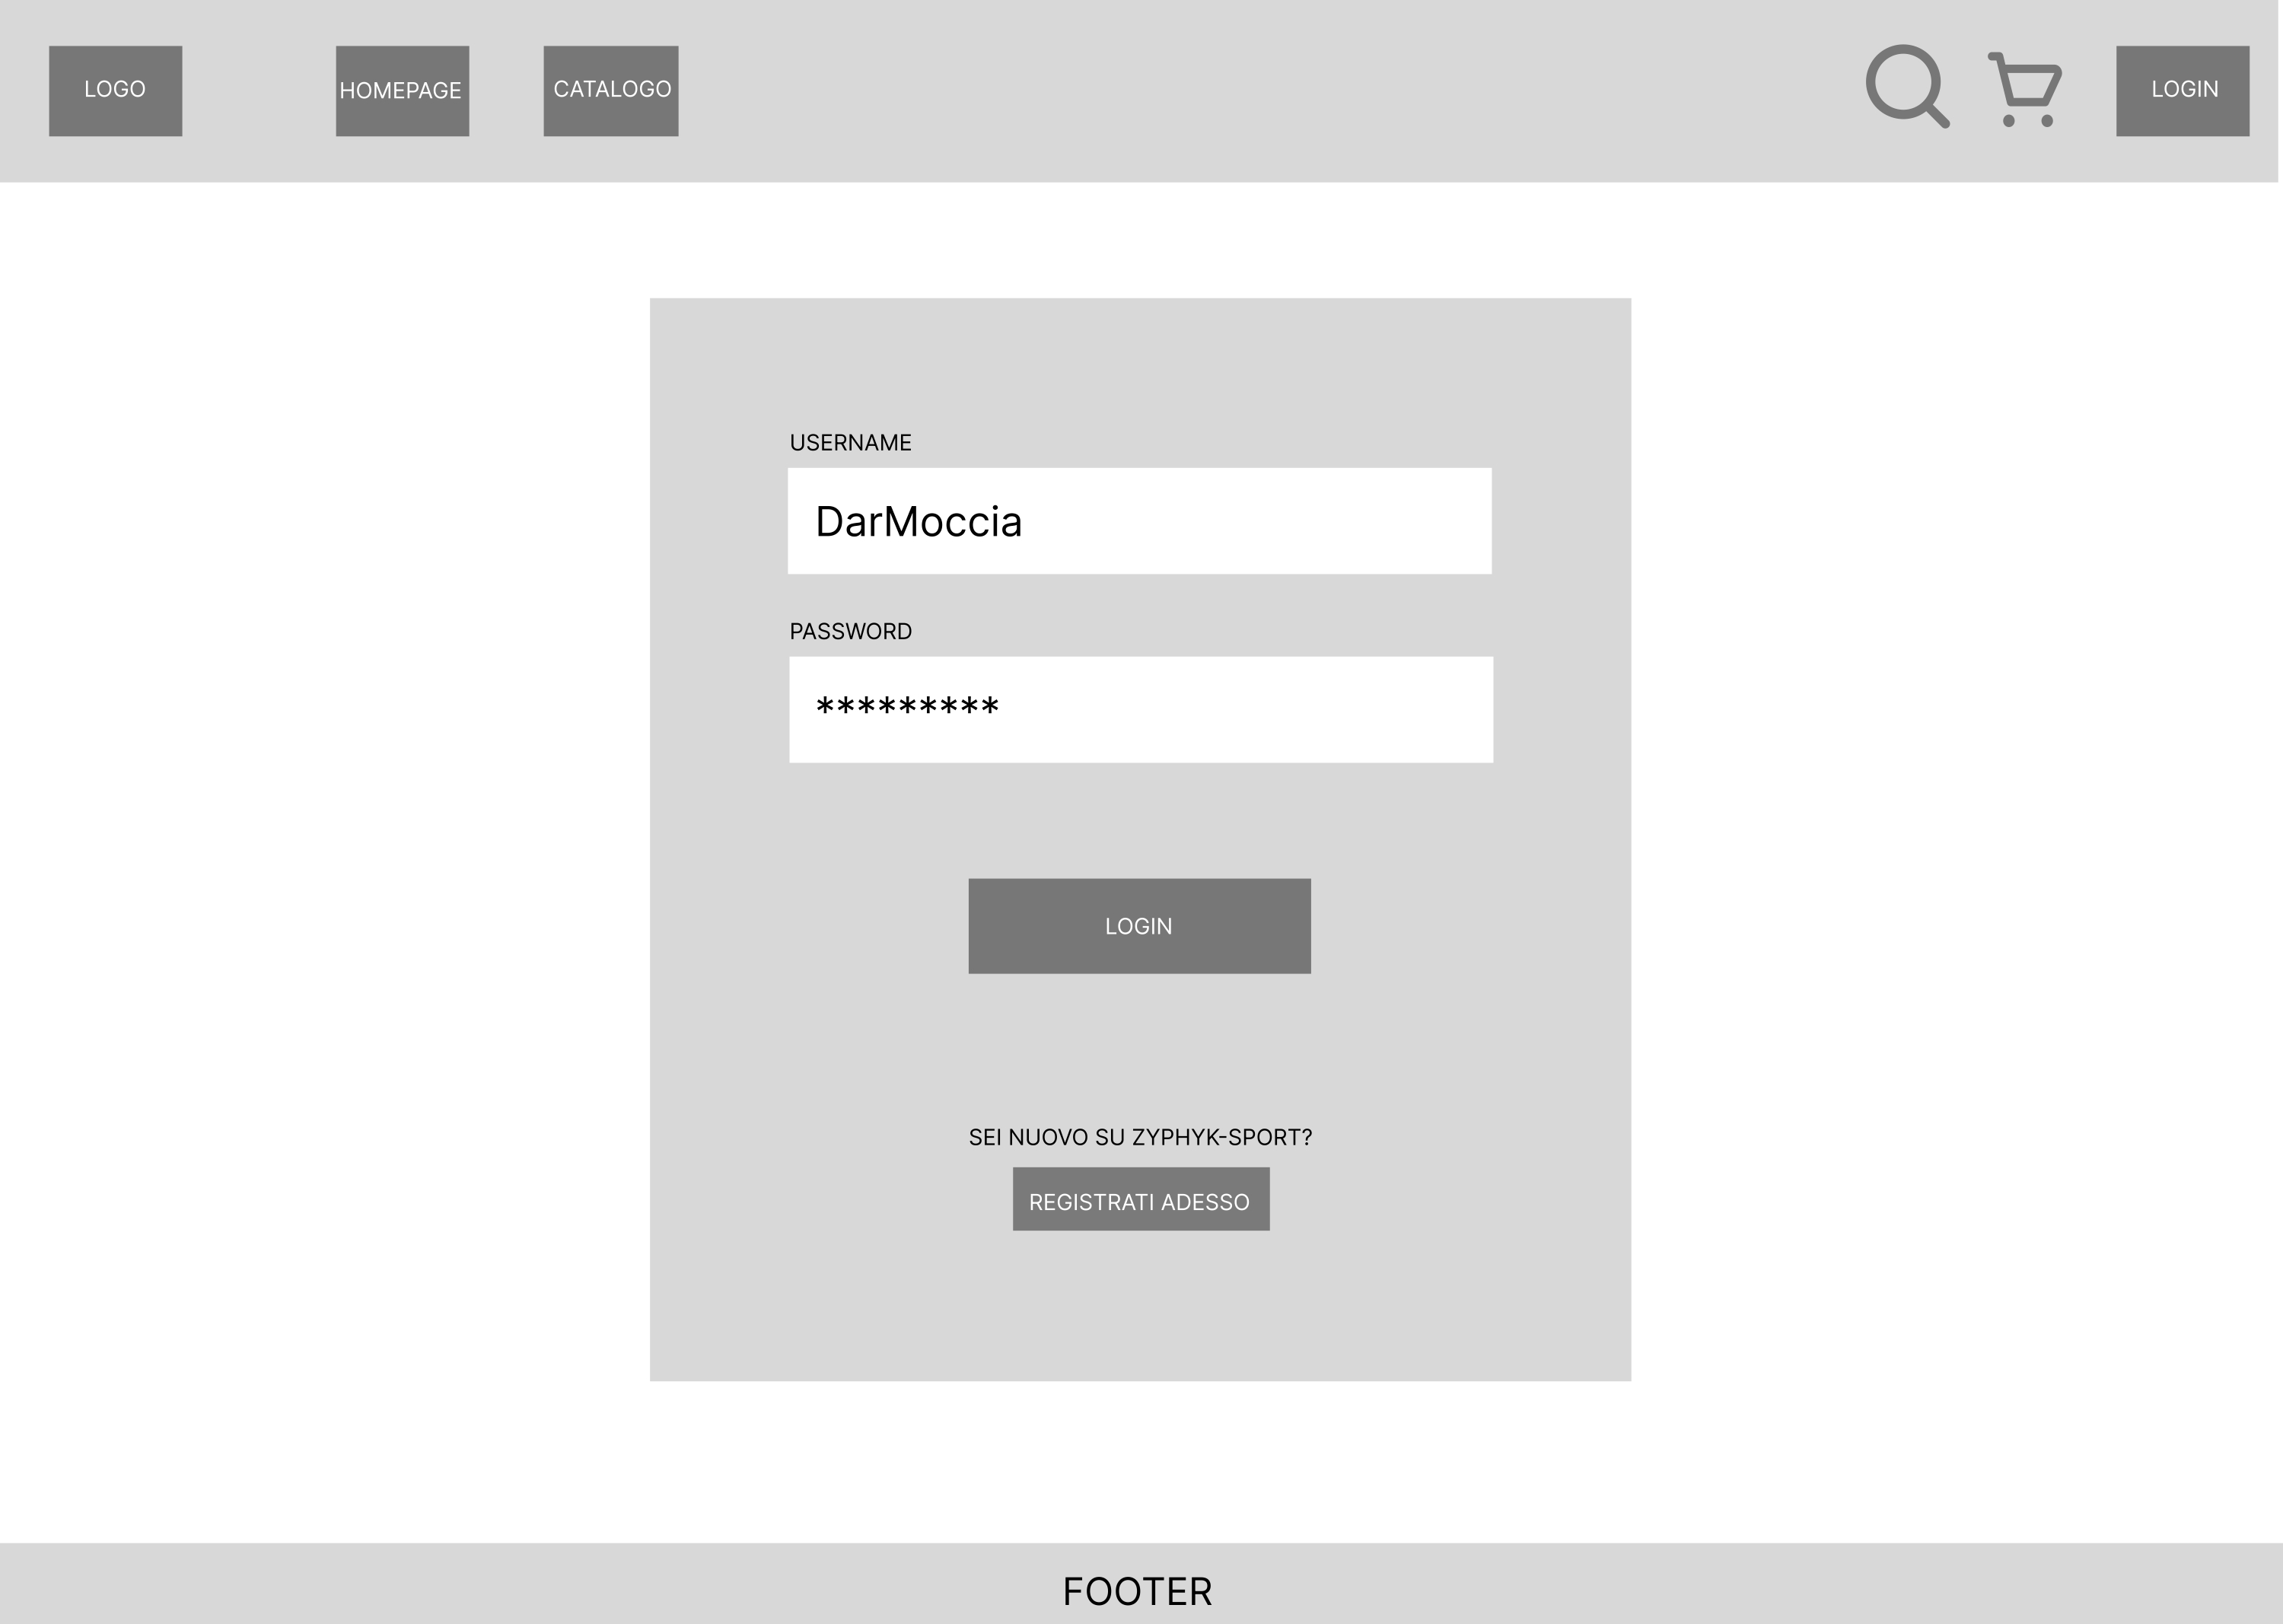 LOGO
HOMEPAGE
CATALOGO
LOGIN
USERNAME
DarMoccia
PASSWORD
*********
LOGIN
SEI NUOVO SU ZYPHYK-SPORT?
REGISTRATI ADESSO
FOOTER